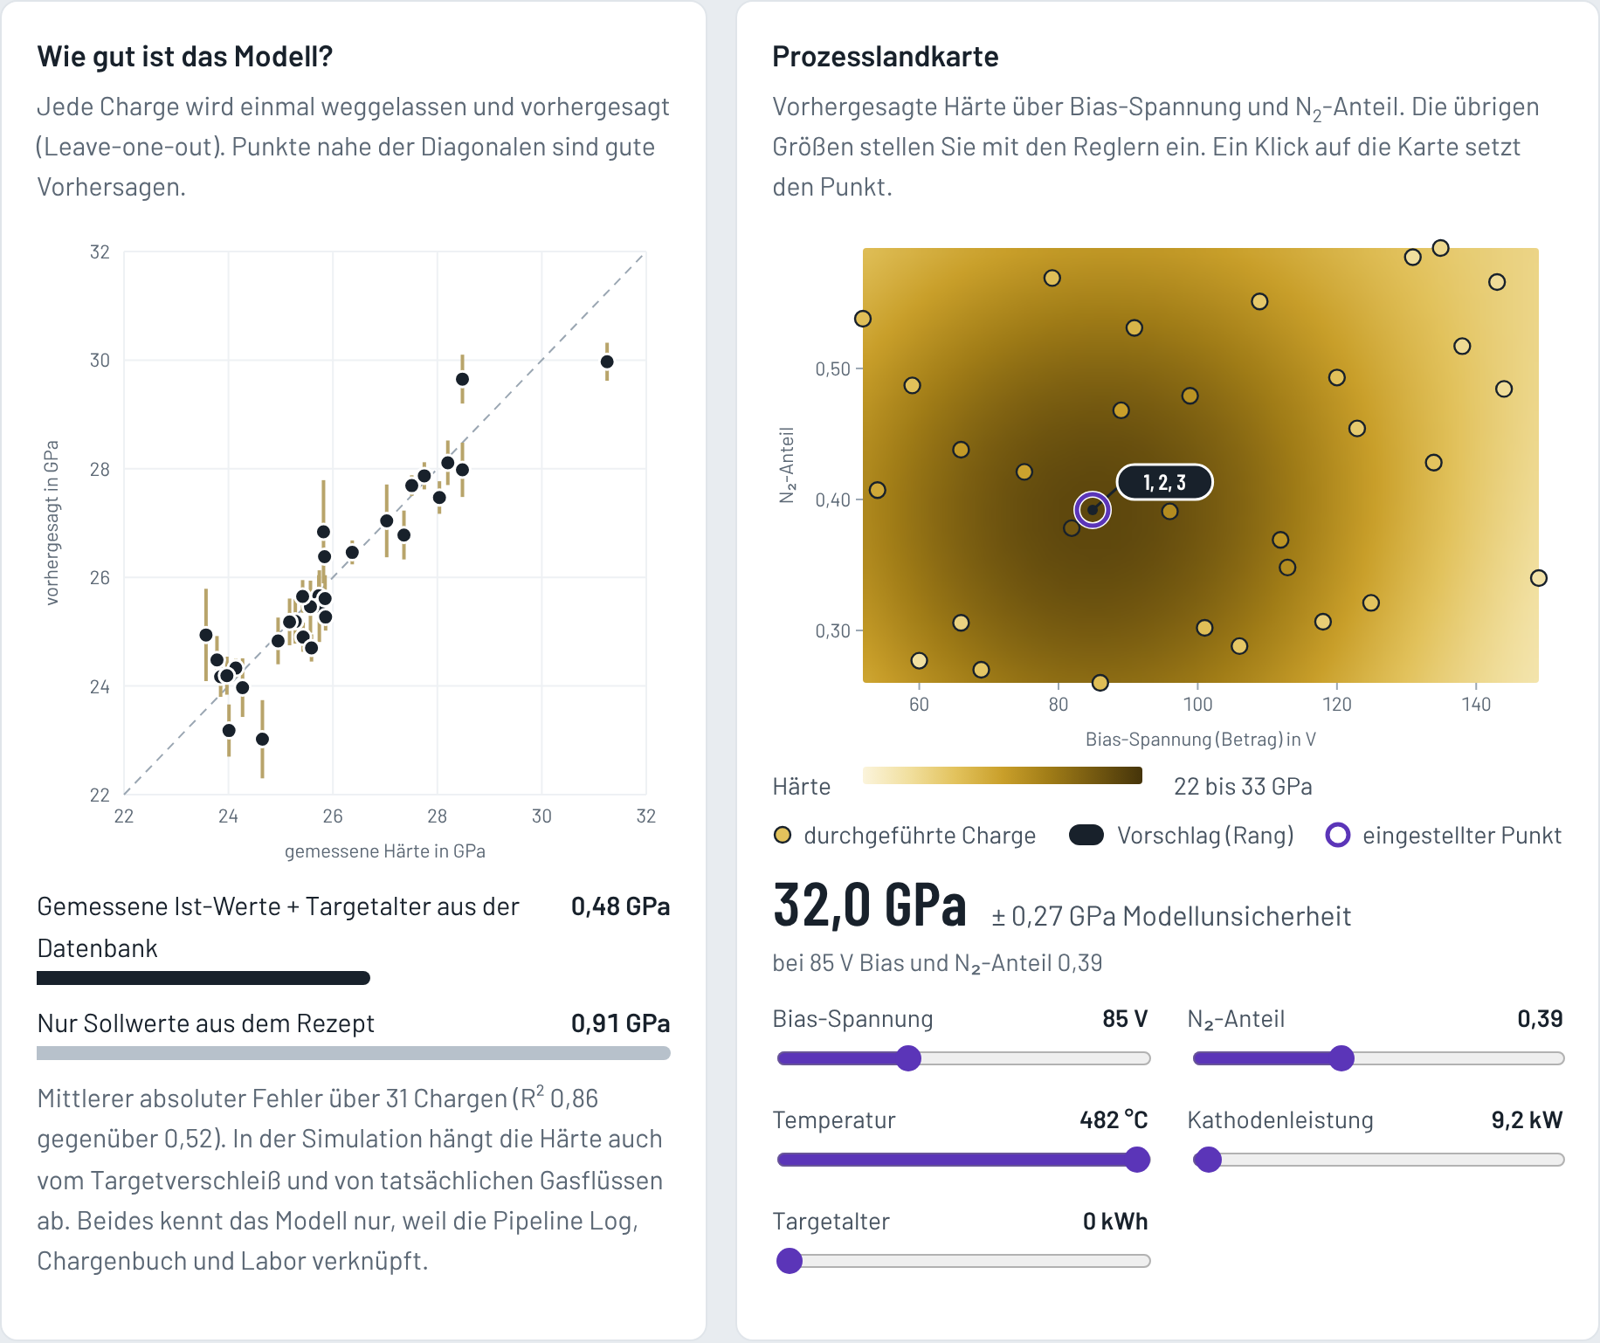 Wie gut ist das Modell?
Jede Charge wird einmal weggelassen und vorhergesagt
(Leave-one-out). Punkte nahe der Diagonalen sind gute
Vorhersagen.
32
30
28
26
24
22
22 24 26 28 30 32
vorhergesagt in GPa
gemessene Härte in GPa
Gemessene Ist-Werte + Targetalter aus der
Datenbank
0,48 GPa
Nur Sollwerte aus dem Rezept 0,91 GPa
Mittlerer absoluter Fehler über 31 Chargen (R² 0,86
gegenüber 0,52). In der Simulation hängt die Härte auch
vom Targetverschleiß und von tatsächlichen Gasflüssen
ab. Beides kennt das Modell nur, weil die Pipeline Log,
Chargenbuch und Labor verknüpft.
Prozesslandkarte
Vorhergesagte Härte über Bias-Spannung und N₂-Anteil. Die übrigen
Größen stellen Sie mit den Reglern ein. Ein Klick auf die Karte setzt
den Punkt.
0,50
0,40
0,30
N₂-Anteil
1, 2, 3
60 80 100 120 140
Bias-Spannung (Betrag) in V
Härte 22 bis 33 GPa
durchgeführte Charge Vorschlag (Rang) eingestellter Punkt
32,0 GPa ± 0,27 GPa Modellunsicherheit
bei 85 V Bias und N₂-Anteil 0,39
Bias-Spannung 85 V N₂-Anteil 0,39
Temperatur 482 °C Kathodenleistung 9,2 kW
Targetalter 0 kWh